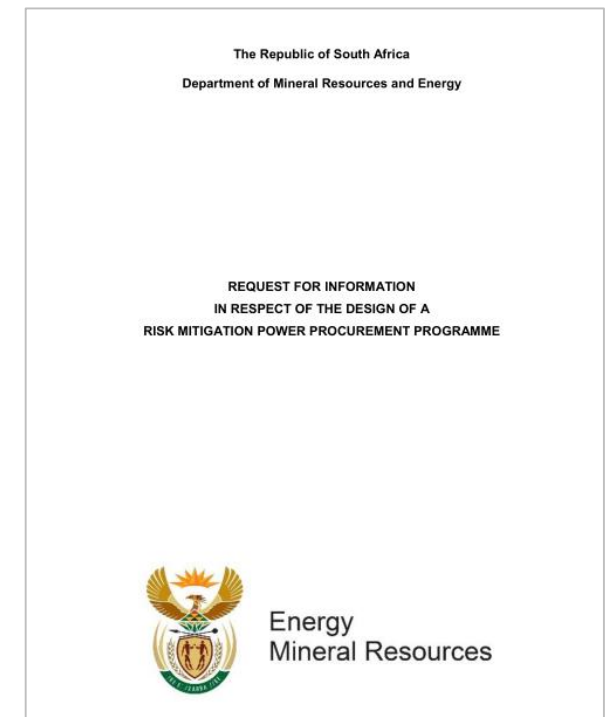 The Republic of South Africa
Department of Mineral Resources and Energy
REQUEST FOR INFORMATION
IN RESPECT OF THE DESIGN OF A
RISK MITIGATION POWER PROCUREMENT PROGRAMME
Energy
Mineral Resources